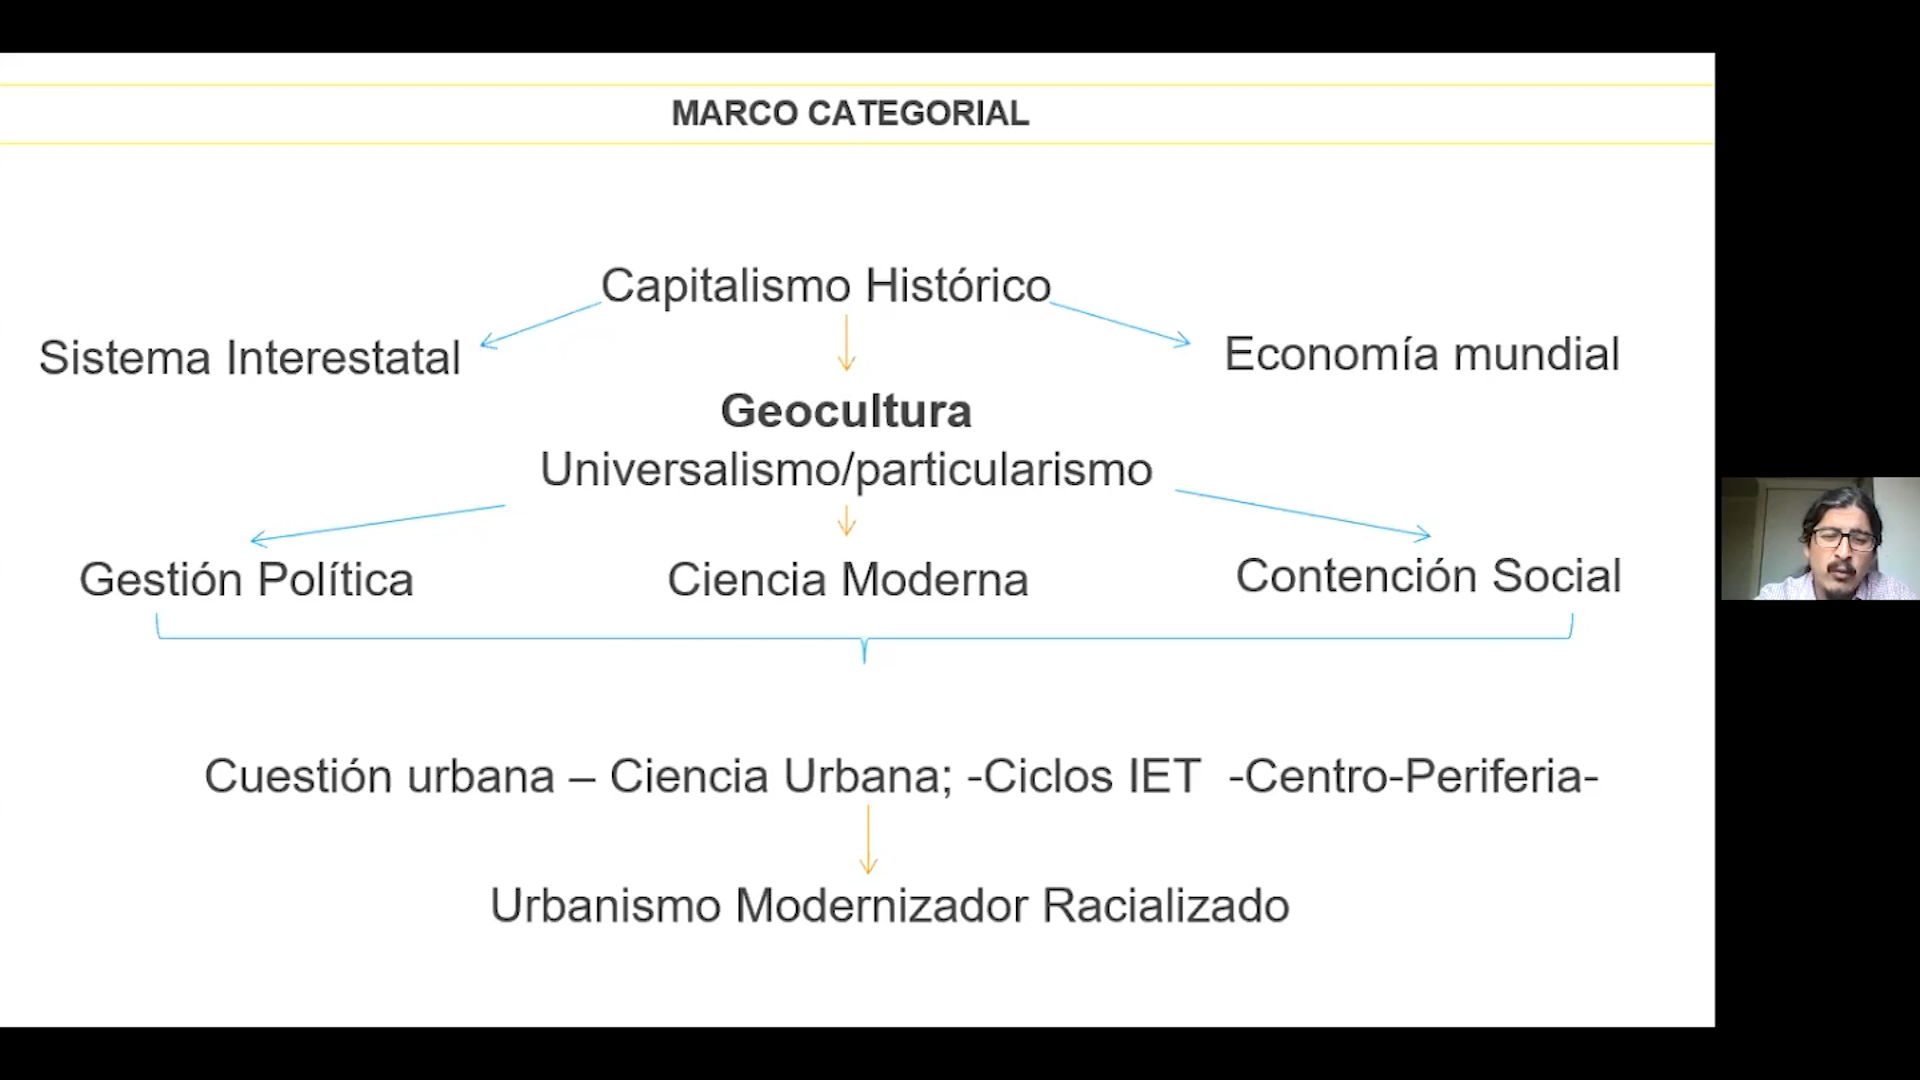 MARCO CATEGORIAL
Capitalismo Histórico
Sistema Interestatal
Economía mundial
Geocultura
Universalismo/particularismo
Gestión Política
Ciencia Moderna
Contención Social
Cuestión urbana – Ciencia Urbana; -Ciclos IET -Centro-Periferia-
Urbanismo Modernizador Racializado